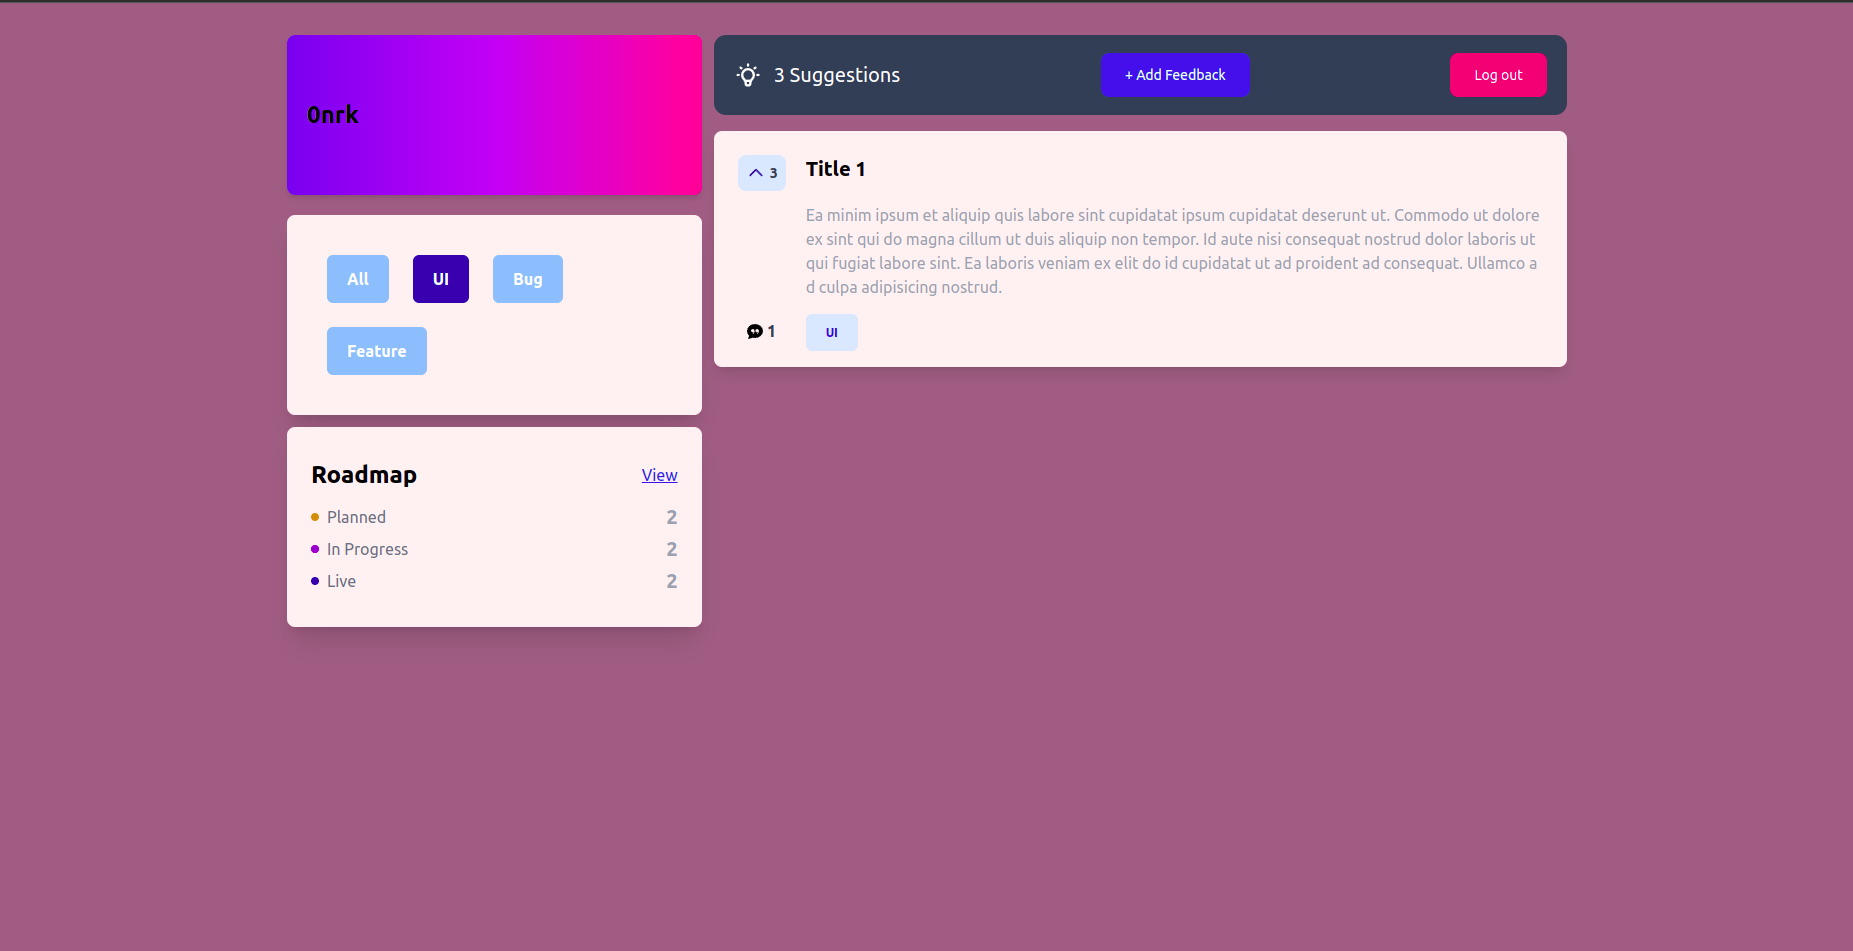 0nrk
All UI Bug
Feature
Roadmap View
Planned 2
In Progress 2
Live 2
3 Suggestions + Add Feedback Log out
3 Title 1
Ea minim ipsum et aliquip quis labore sint cupidatat ipsum cupidatat deserunt ut. Commodo ut dolore
ex sint qui do magna cillum ut duis aliquip non tempor. Id aute nisi consequat nostrud dolor laboris ut
qui fugiat labore sint. Ea laboris veniam ex elit do id cupidatat ut ad proident ad consequat. Ullamco a
d culpa adipisicing nostrud.
1 UI